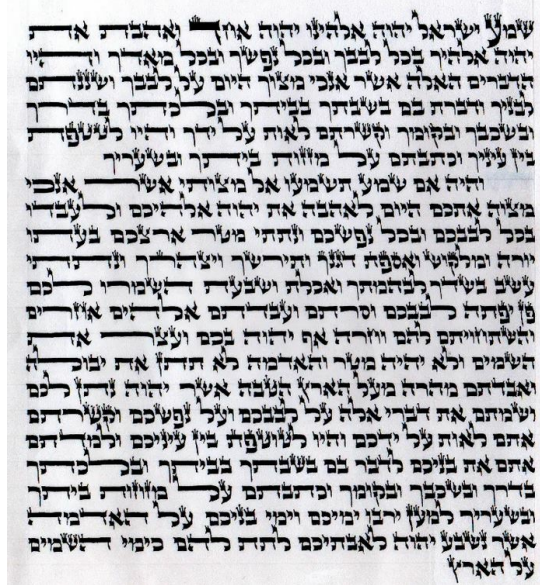 שמע ישראל יהוה אלהינו יהוה אחד ואהבת את
יהוה אלהיך בכל לבבך ובכל נפשך ובכל מאדך והיו
הדברים האלה אשר אנכי מצוך היום על לבבך ושננתם
לבניך ודברת בם בשבתך בביתך ובלכתך בדרך
ובשכבך ובקומך וקשרתם לאות על ידך והיו לטטפת
בין עיניך וכתבתם על מזזות ביתך ובשעריך
והיה אם שמע תשמעו אל מצותי אשר אנכי
מצוה אתכם היום לאהבה את יהוה אלהיכם ולעבדו
בכל לבבכם ובכל נפשכם ונתתי מטר ארצכם בעתו
יורה ומלקוש ואספת דגנך ותירשך ויצהרך ונתתי
עשב בשדך לבהמתך ואכלת ושבעת השמרו לכם
פן יפתה לבבכם וסרתם ועבדתם אלהים אחרים
והשתחויתם להם וחרה אף יהוה בכם ועצר את
השמים ולא יהיה מטר והאדמה לא תתן את יבולה
ואבדתם מהרה מעל הארץ הטבה אשר יהוה נתן לכם
ושמתם את דברי אלה על לבבכם ועל נפשכם וקשרתם
אתם לאות על ידכם והיו לטוטפת בין עיניכם ולמדתם
אתם את בניכם לדבר בם בשבתך בביתך ובלכתך
בדרך ובשכבך ובקומך וכתבתם על מזוזות ביתך
ובשעריך למען ירבו ימיכם וימי בניכם על האדמה
אשר נשבע יהוה לאבתיכם לתת להם כימי השמים
על הארץ